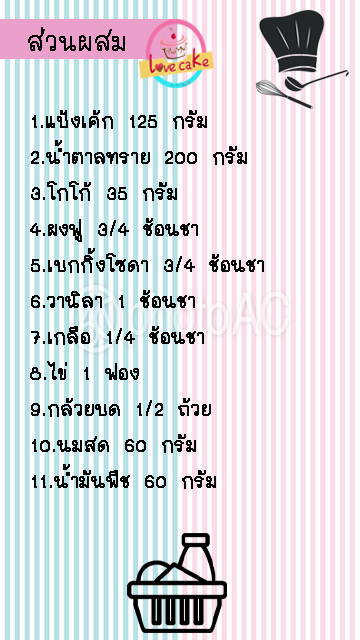 ส่วนผสม
love cake
1.แป้งเค้ก 125 กรัม
2.น้ำตาลทราย 200 กรัม
3.โกโก้ 35 กรัม
4.ผงฟู 3/4 ช้อนชา
5.เบกกิ้งโซดา 3/4 ช้อนชา
6.วานิลา 1 ช้อนชา
7.เกลือ 1/4 ช้อนชา
8.ไข่ 1 ฟอง
9.กล้วยบด 1/2 ถ้วย
10.นมสด 60 กรัม
11.น้ำมันพืช 60 กรัม